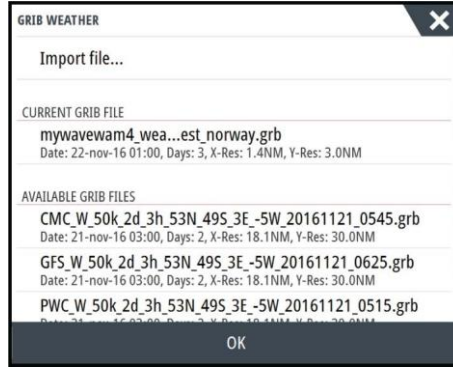 GRIB WEATHER
Import file...
CURRENT GRIB FILE
mywavewam4_wea...est_norway.grb
Date: 22-nov-16 01:00, Days: 3, X-Res: 1.4NM, Y-Res: 3.0NM
AVAILABLE GRIB FILES
CMC_W_50k_2d_3h_53N_49S_3E_-5W_20161121_0545.grb
Date: 21-nov-16 03:00, Days: 2, X-Res: 18.1NM, Y-Res: 30.0NM
GFS_W_50k_2d_3h_53N_49S_3E_-5W_20161121_0625.grb
Date: 21-nov-16 03:00, Days: 2, X-Res: 18.1NM, Y-Res: 30.0NM
PWC_W_50k_2d_3h_53N_49S_3E_-5W_20161121_0515.grb
OK